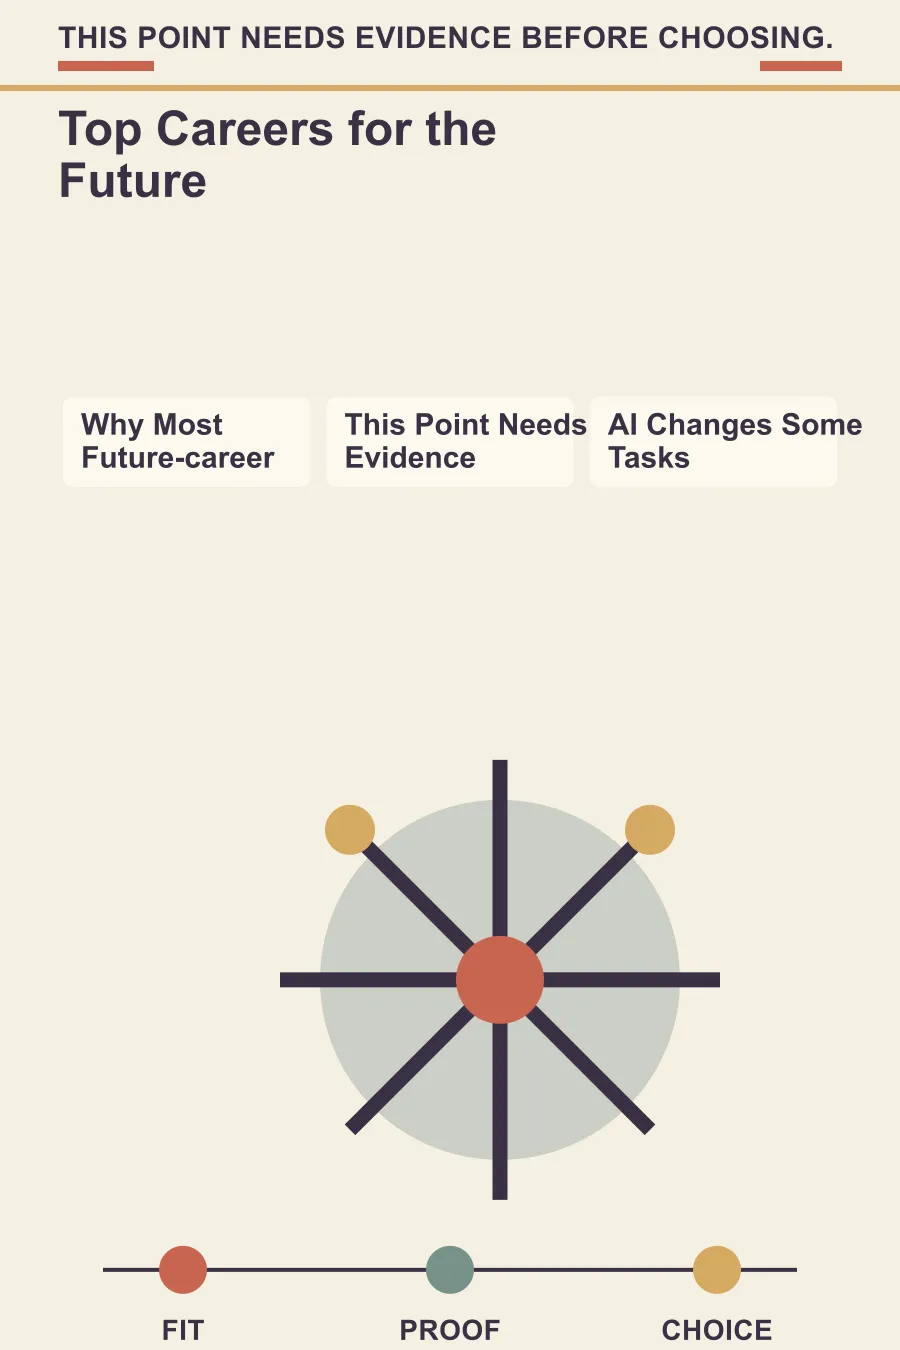 THIS POINT NEEDS EVIDENCE BEFORE CHOOSING.
Top Careers for the
Future
Why Most
Future-career
This Point Needs
Evidence
AI Changes Some
Tasks
FIT
PROOF
CHOICE